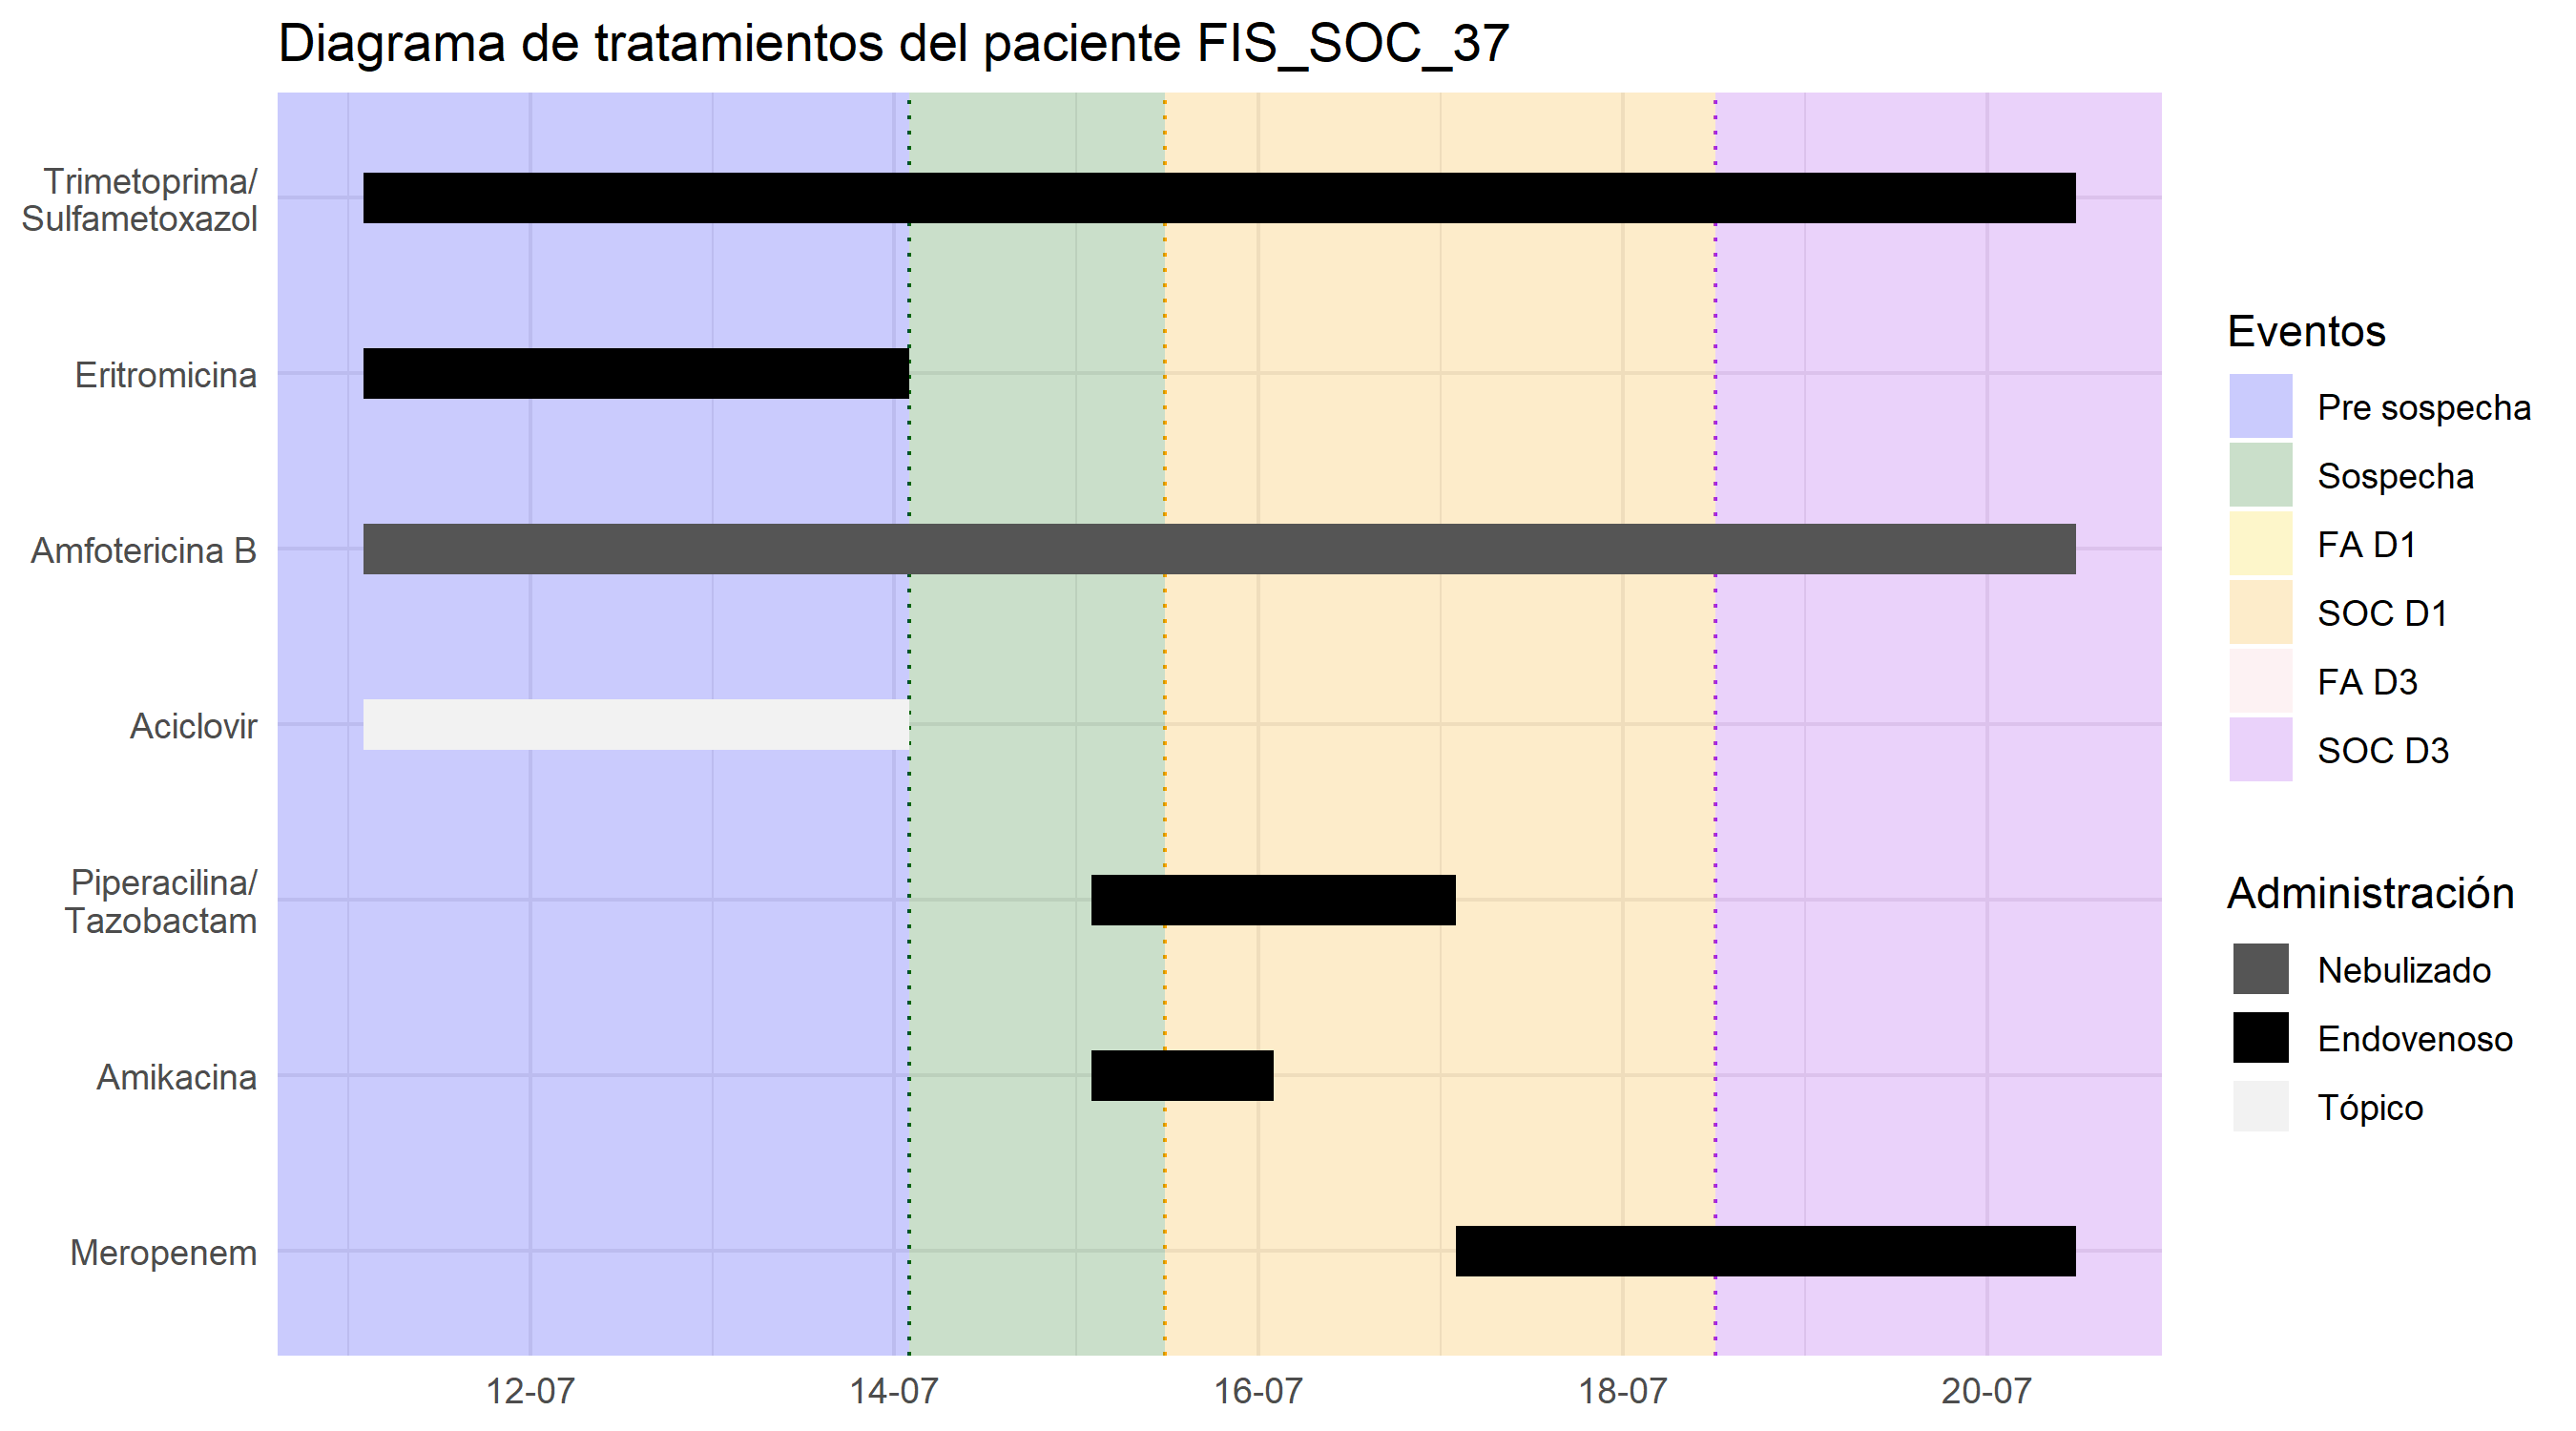 Diagrama de tratamientos del paciente FIS_SOC_37
Trimetoprima/
Sulfametoxazol
Eritromicina
Amfotericina B
Aciclovir
Piperacilina/
Tazobactam
Amikacina
Meropenem
12-07
14-07
16-07
18-07
20-07
Eventos
Pre sospecha
Sospecha
FA D1
SOC D1
FA D3
SOC D3
Administración
Nebulizado
Endovenoso
Tópico